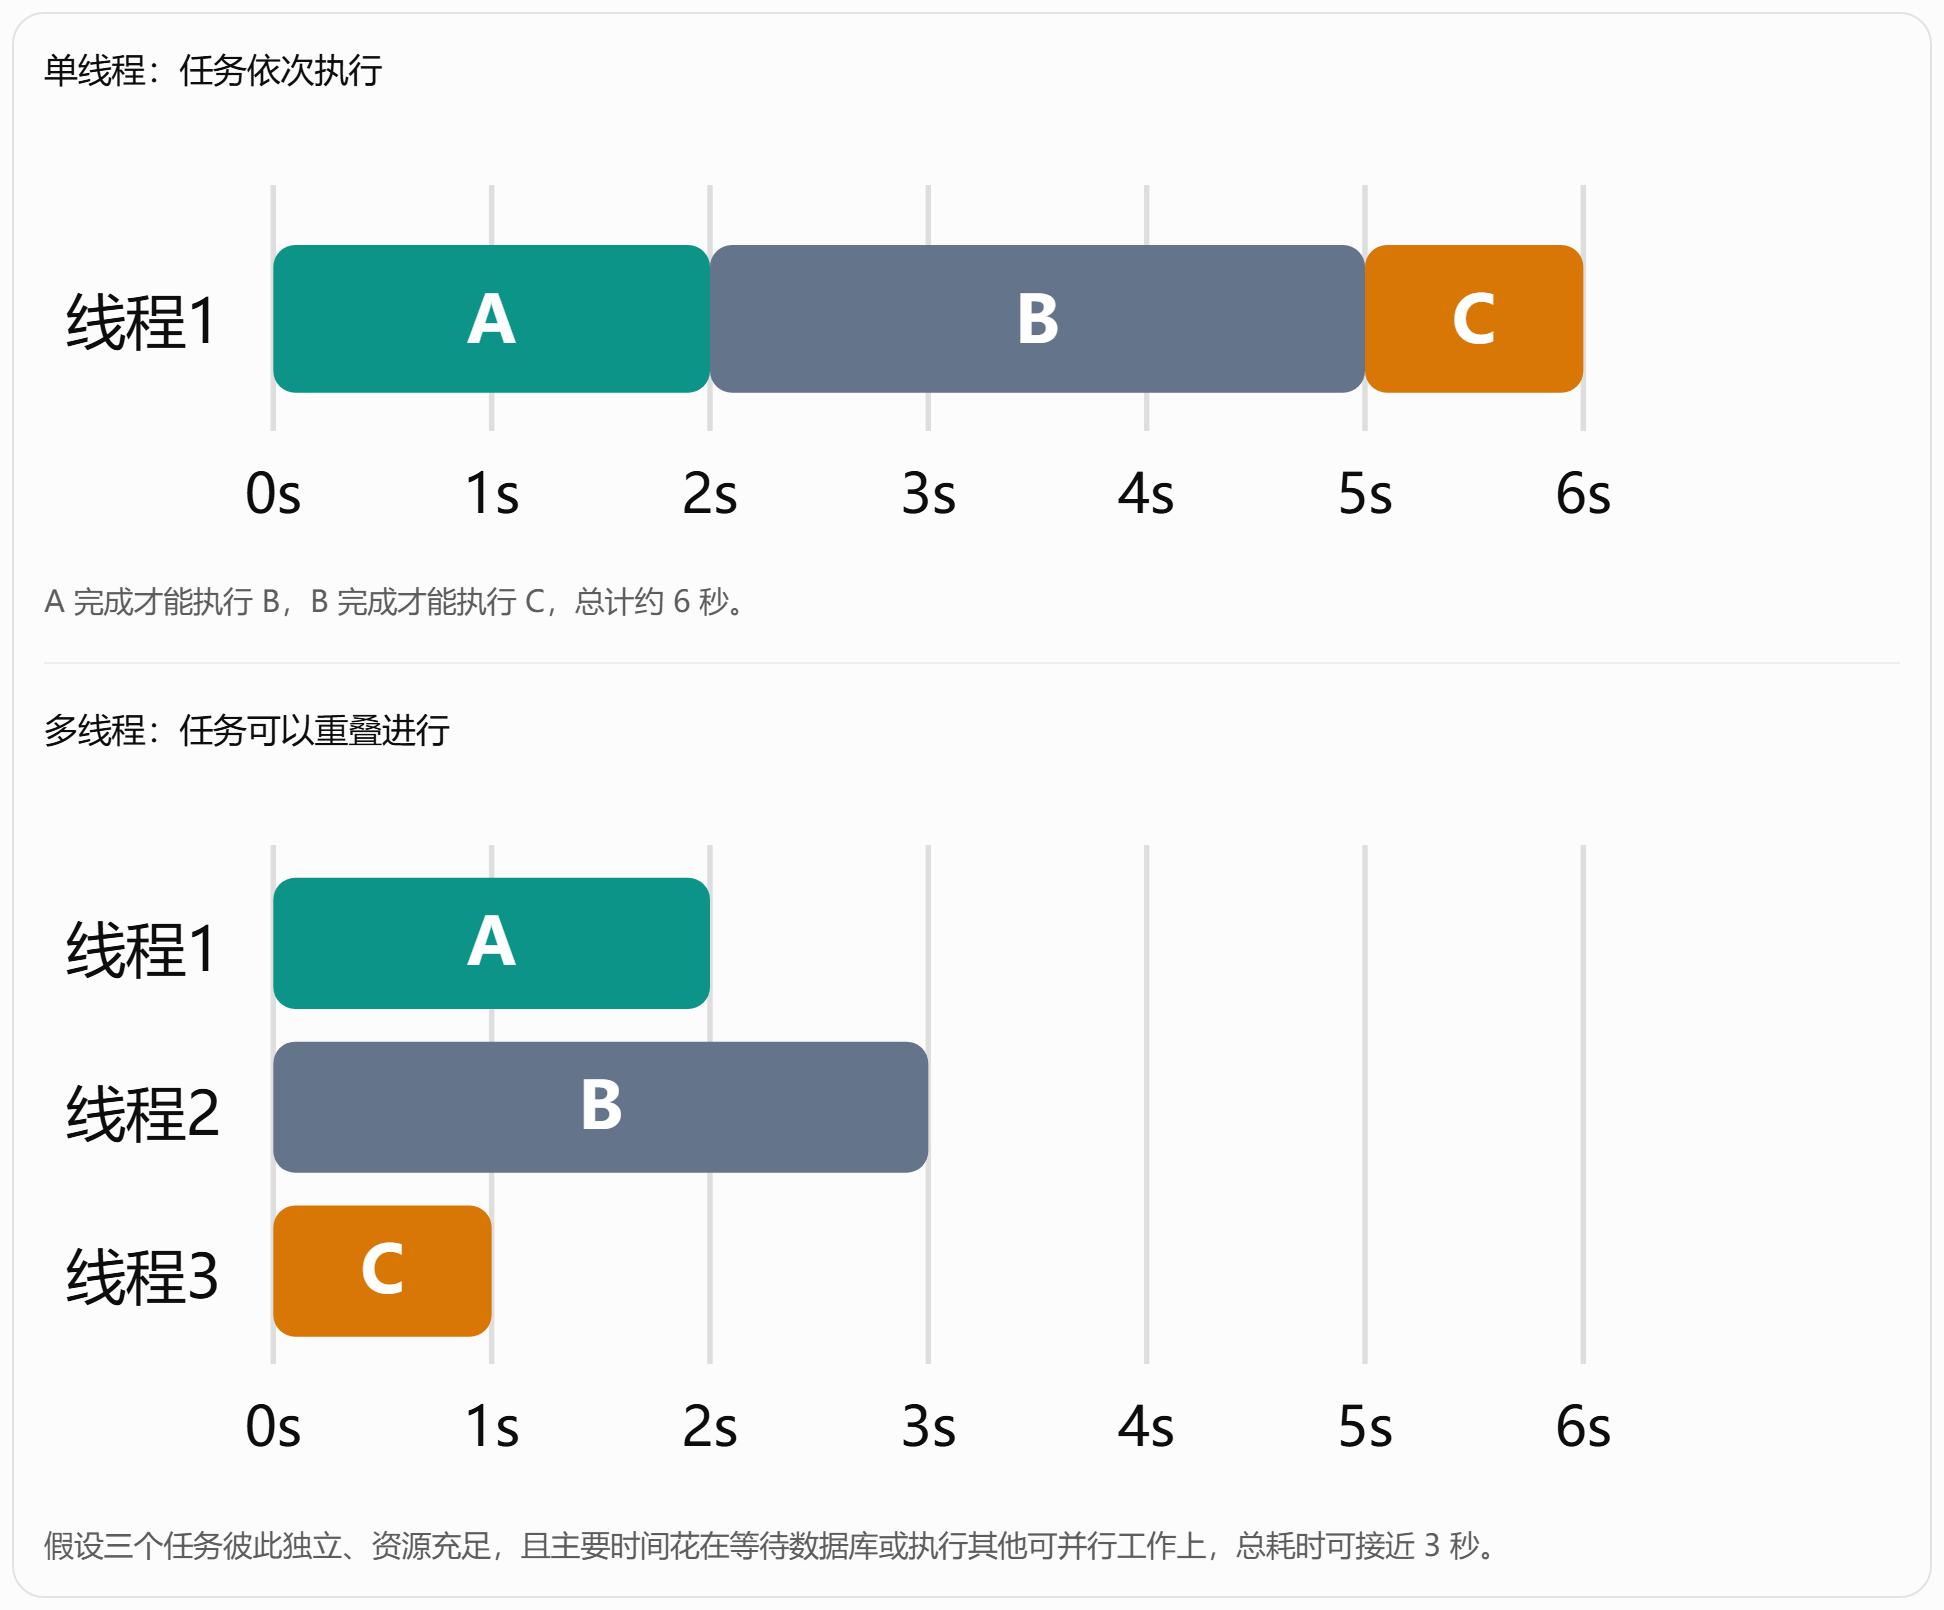 单线程：任务依次执行
线程1 A B C
0s 1s 2s 3s 4s 5s 6s
A 完成才能执行 B，B 完成才能执行 C，总计约 6 秒。
多线程：任务可以重叠进行
线程1 A
线程2 B
线程3 C
0s 1s 2s 3s 4s 5s 6s
假设三个任务彼此独立、资源充足，且主要时间花在等待数据库或执行其他可并行工作上，总耗时可接近 3 秒。